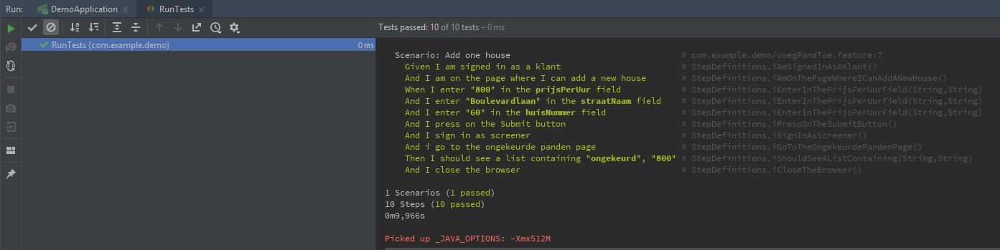 Run: DemoApplication × RunTests ×
Tests passed: 10 of 10 tests – 0 ms
RunTests (com.example.demo) 0 ms
Scenario: Add one house # com.example.demo/voegPandToe.feature:7
Given I am signed in as a klant # StepDefinitions.iAmSignedInAsAKlant()
And I am on the page where I can add a new house # StepDefinitions.iAmOnThePageWhereICanAddANewHouse()
When I enter "800" in the prijsPerUur field # StepDefinitions.iEnterInThePrijsPerUurField(String,String)
And I enter "Boulevardlaan" in the straatNaam field # StepDefinitions.iEnterInThePrijsPerUurField(String,String)
And I enter "60" in the huisNummer field # StepDefinitions.iEnterInThePrijsPerUurField(String,String)
And I press on the Submit button # StepDefinitions.iPressOnTheSubmitButton()
And I sign in as screener # StepDefinitions.iSignInAsScreener()
And i go to the ongekeurde panden page # StepDefinitions.iGoToTheOngekeurdePandenPage()
Then I should see a list containing "ongekeurd", "800" # StepDefinitions.iShouldSeeAListContaining(String,String)
And I close the browser # StepDefinitions.iCloseTheBrowser()
1 Scenarios (1 passed)
10 Steps (10 passed)
0m9,966s
Picked up _JAVA_OPTIONS: -Xmx512M